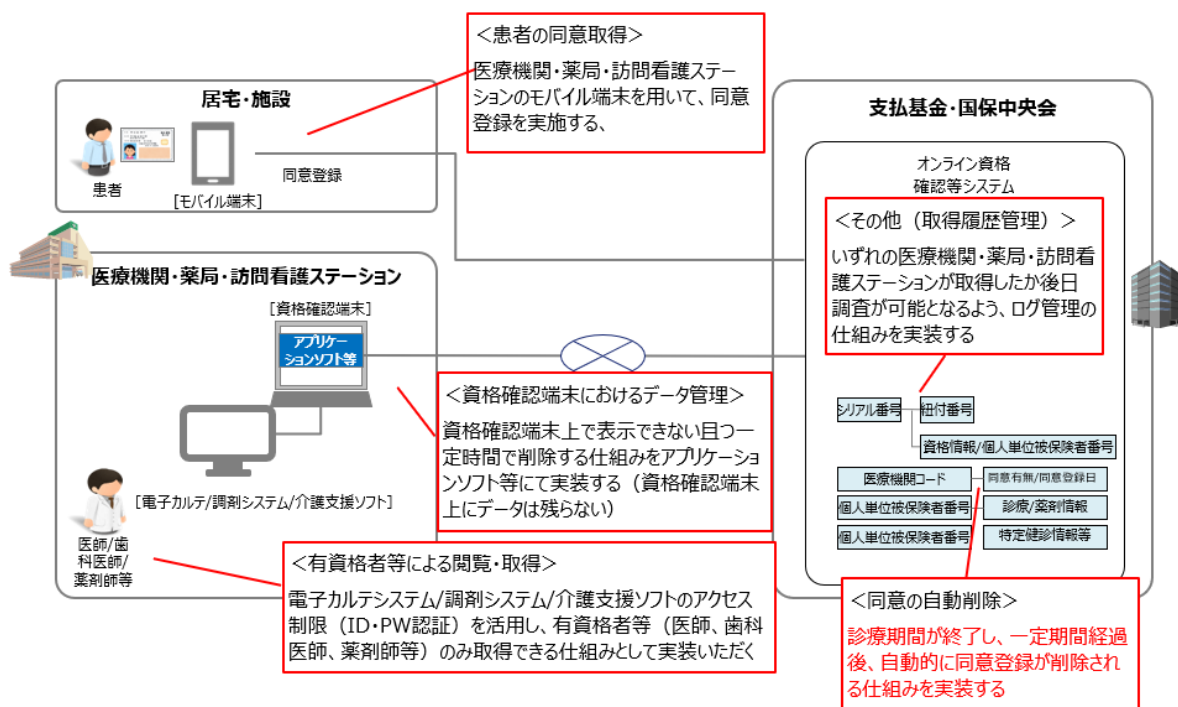 <患者の同意取得>
医療機関・薬局・訪問看護ステー
ションのモバイル端末を用いて、同意
登録を実施する、
居宅・施設
患者
[モバイル端末]
同意登録
支払基金・国保中央会
オンライン資格
確認等システム
<その他（取得履歴管理）>
いずれの医療機関・薬局・訪問看
護ステーションが取得したか後日
調査が可能となるよう、ログ管理の
仕組みを実装する
医療機関・薬局・訪問看護ステーション
[資格確認端末]
アプリケー
ションソフト等
<資格確認端末におけるデータ管理>
資格確認端末上で表示できない且つ一
定時間で削除する仕組みをアプリケーショ
ンソフト等にて実装する（資格確認端末
上にデータは残らない）
[電子カルテ/調剤システム/介護支援ソフト]
医師/歯
科医師/
薬剤師等
<有資格者等による閲覧・取得>
電子カルテシステム/調剤システム/介護支援ソフトのアクセス
制限（ID・PW認証）を活用し、有資格者等（医師、歯科
医師、薬剤師等）のみ取得できる仕組みとして実装いただく
シリアル番号
紐付番号
資格情報/個人単位被保険者番号
医療機関コード
同意有無/同意登録日
個人単位被保険者番号
診療/薬剤情報
個人単位被保険者番号
特定健診情報等
<同意の自動削除>
診療期間が終了し、一定期間経過
後、自動的に同意登録が削除され
る仕組みを実装する